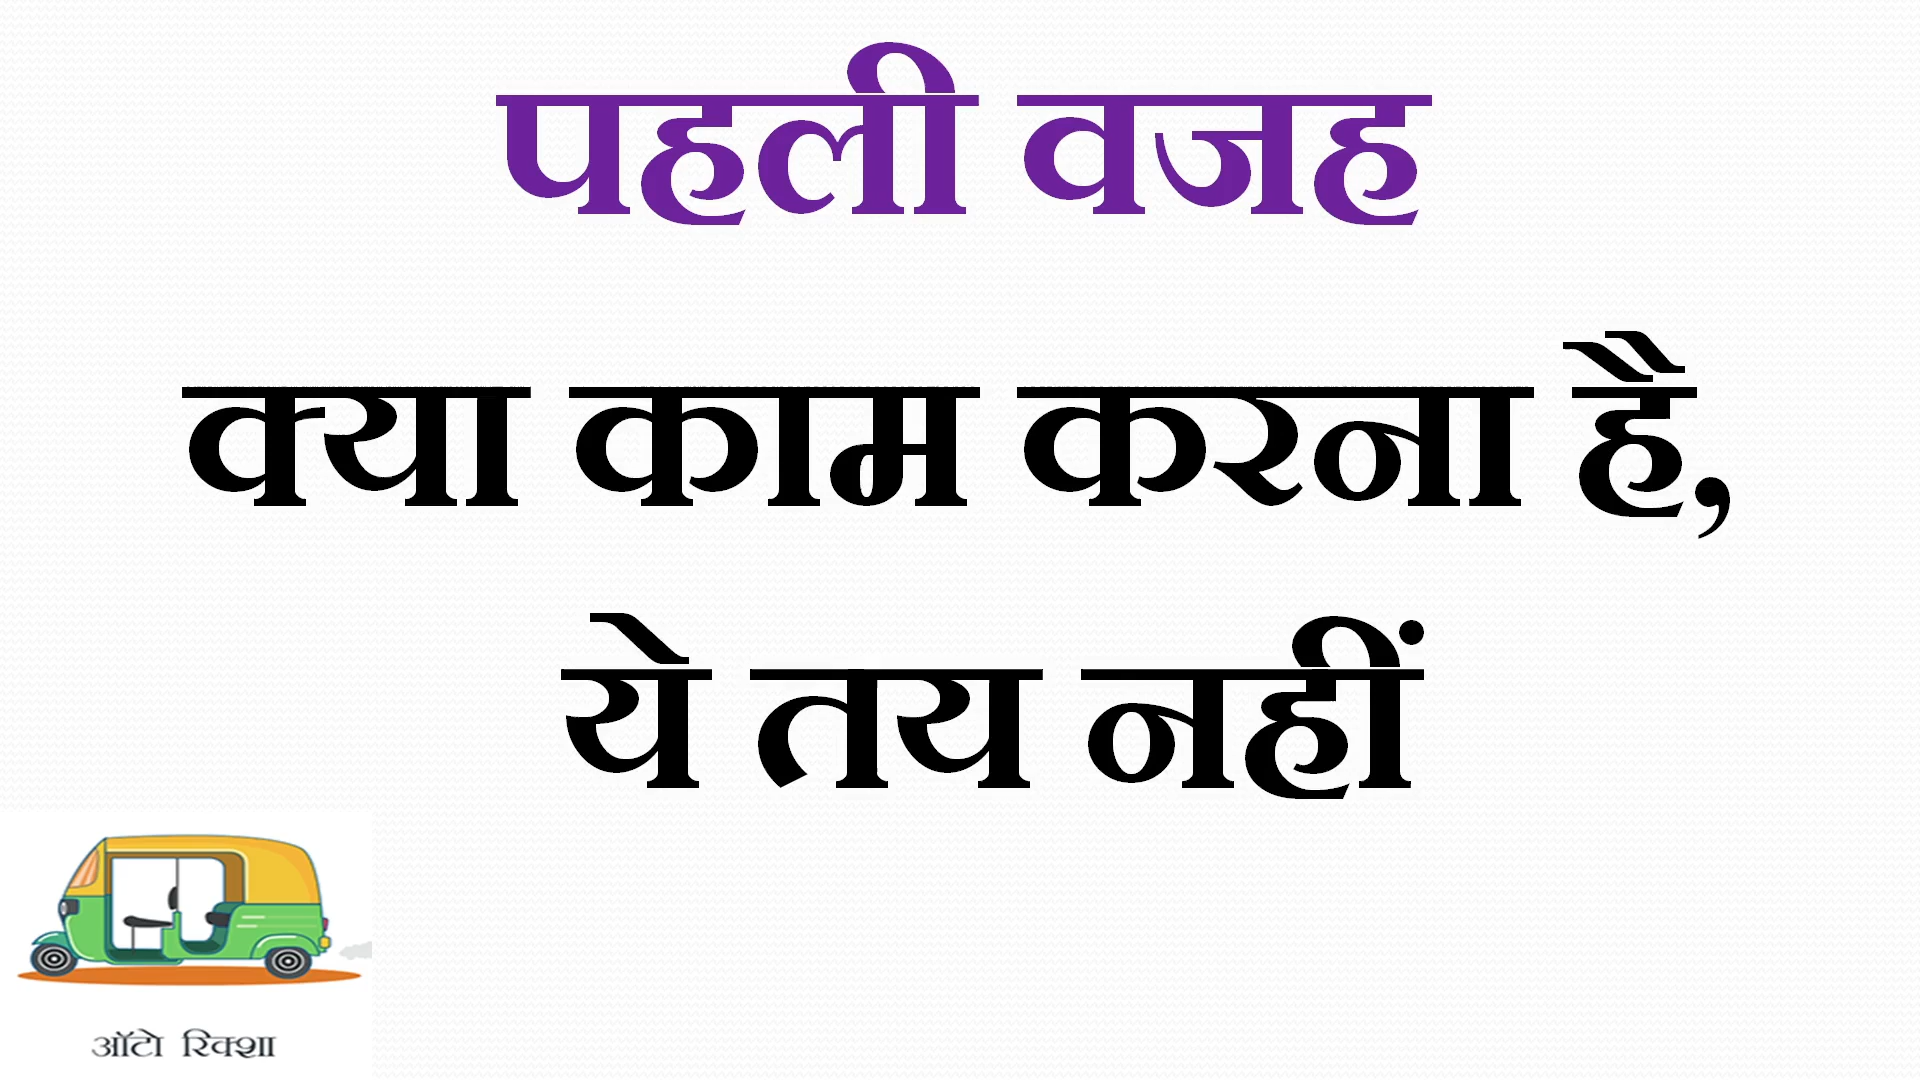 पहली वजह
क्या काम करना है,
ये तय नहीं
ऑटो रिक्शा